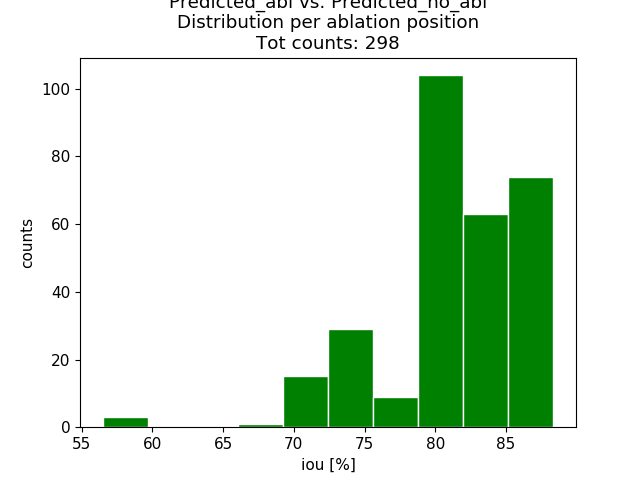 Predicted_abl vs. Predicted_no_abl
Distribution per ablation position
Tot counts: 298
100
80
60
40
20
0
counts
55 60 65 70 75 80 85
iou [%]